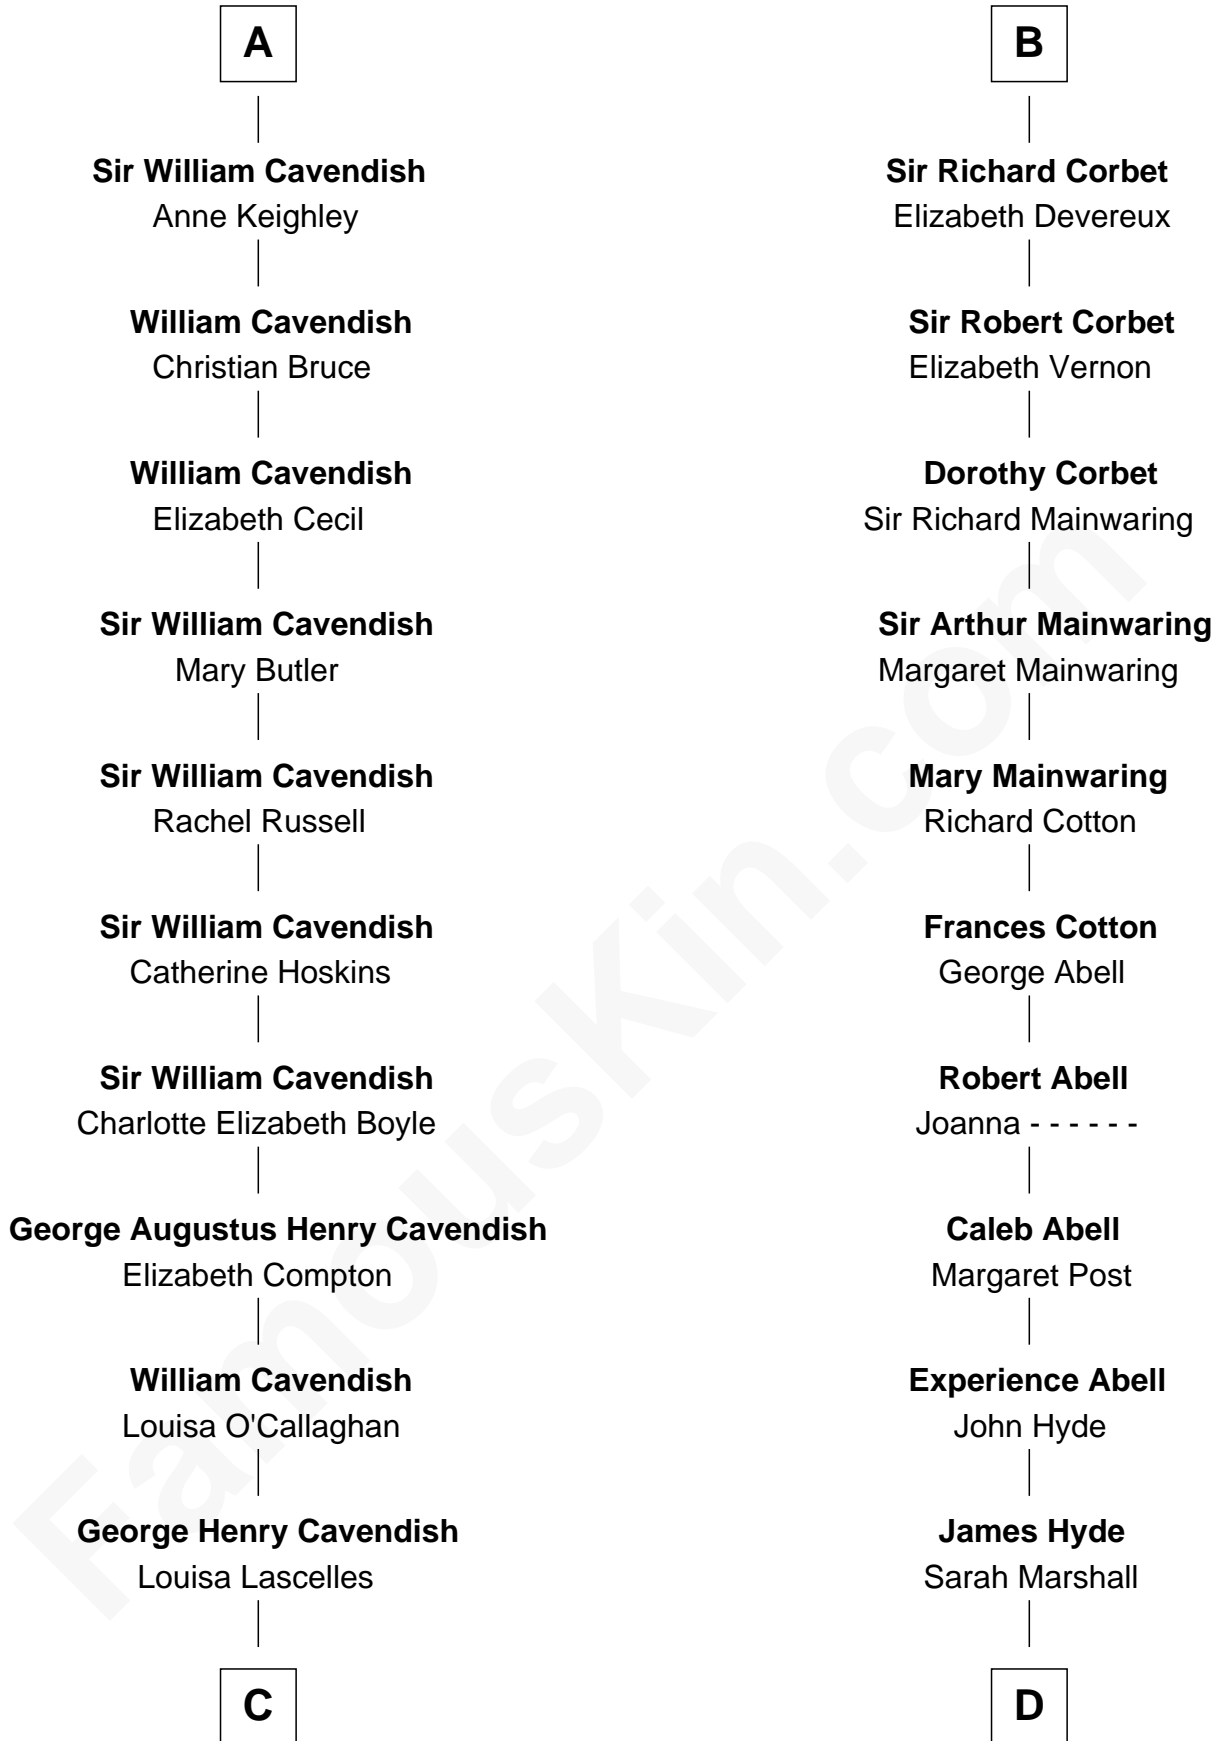 A
Sir William Cavendish
Anne Keighley
William Cavendish
Christian Bruce
William Cavendish
Elizabeth Cecil
Sir William Cavendish
Mary Butler
Sir William Cavendish
Rachel Russell
Sir William Cavendish
Catherine Hoskins
Sir William Cavendish
Charlotte Elizabeth Boyle
George Augustus Henry Cavendish
Elizabeth Compton
William Cavendish
Louisa O'Callaghan
George Henry Cavendish
Louisa Lascelles
C
B
Sir Richard Corbet
Elizabeth Devereux
Sir Robert Corbet
Elizabeth Vernon
Dorothy Corbet
Sir Richard Mainwaring
Sir Arthur Mainwaring
Margaret Mainwaring
Mary Mainwaring
Richard Cotton
Frances Cotton
George Abell
Robert Abell
Joanna - - - - - -
Caleb Abell
Margaret Post
Experience Abell
John Hyde
James Hyde
Sarah Marshall
D
FamousKin.com